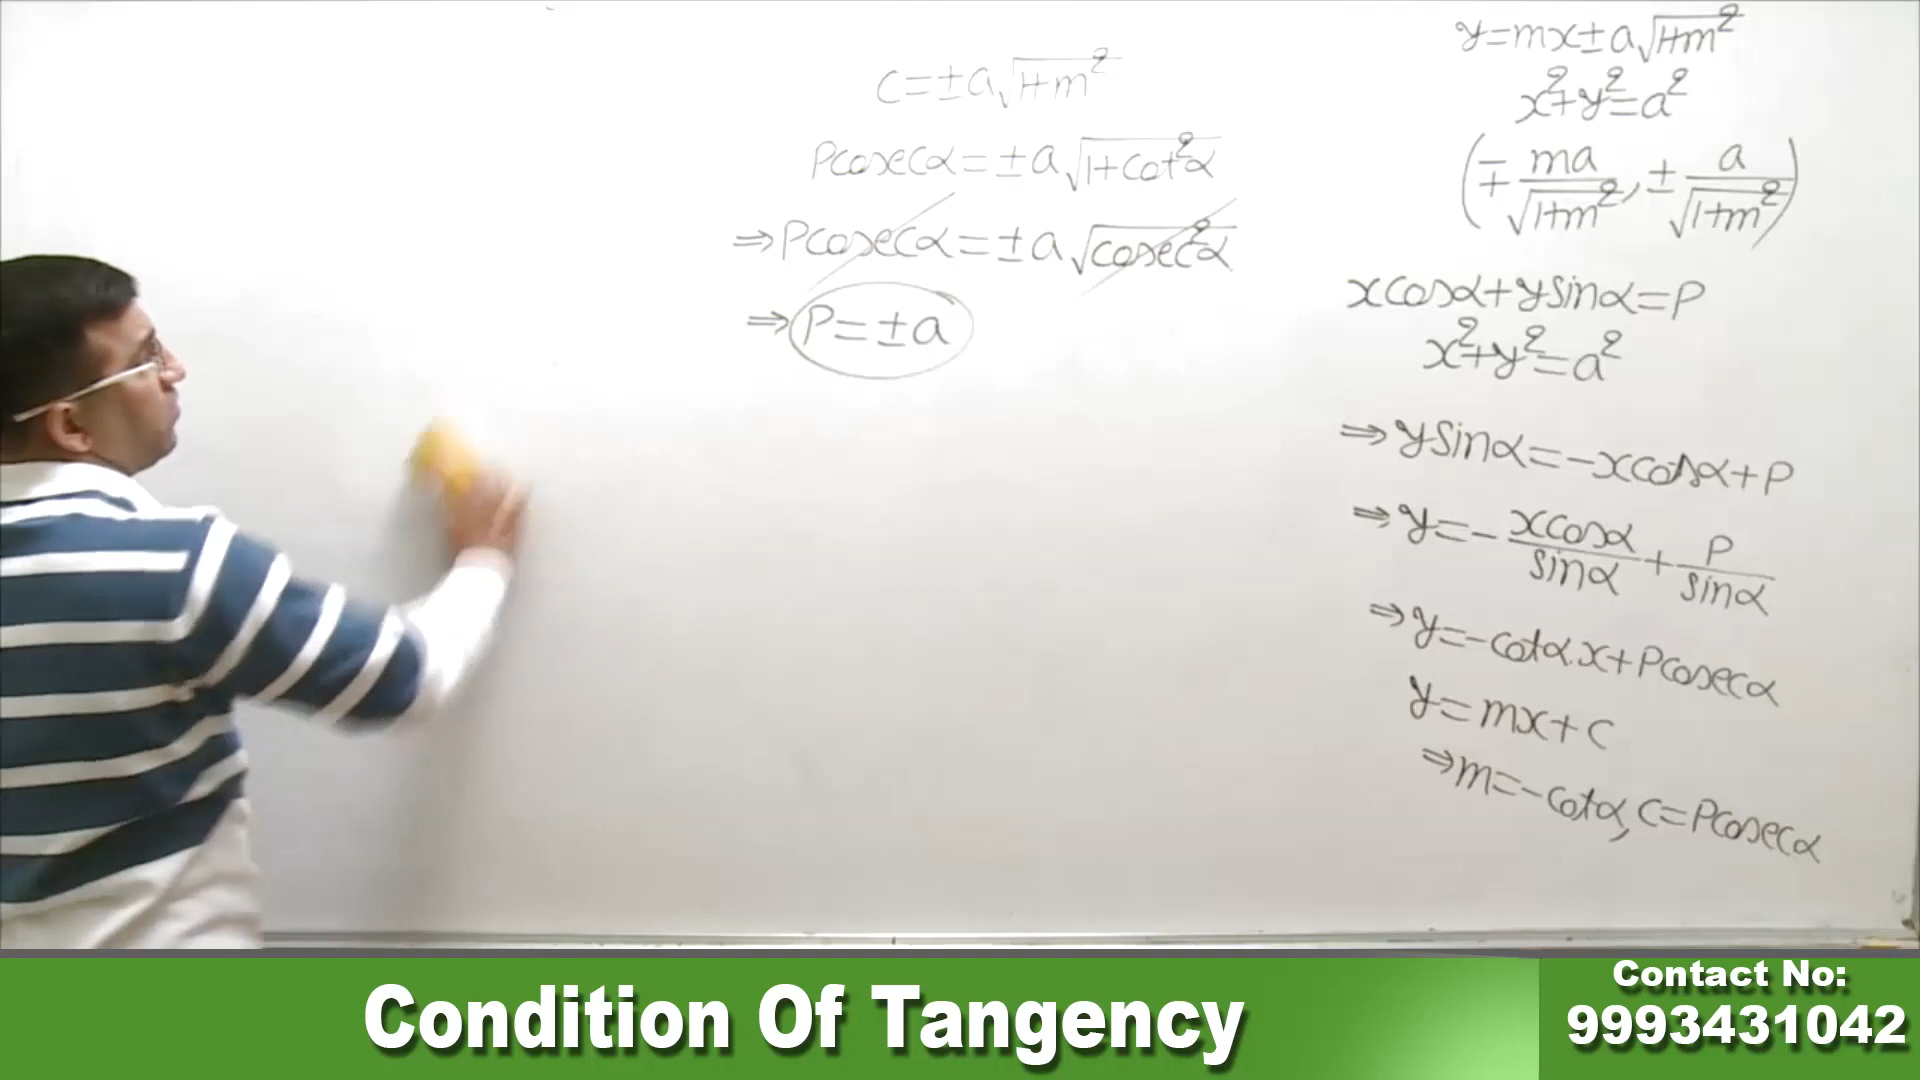 C=±a√1+m²
Pcosecα=±a√1+cot²α
⇒Pcosecα=±a√cosec²α
⇒P=±a
y=mx±a√1+m²
x²+y²=a²
(∓ma/√1+m², ±a/√1+m²)
xcosα+ysinα=P
x²+y²=a²
⇒ysinα=-xcosα+P
⇒y=-xcosα/sinα+P/sinα
⇒y=-cotα.x+Pcosecα
y=mx+c
⇒m=-cotα, c=Pcosecα
Condition Of Tangency
Contact No:
9993431042